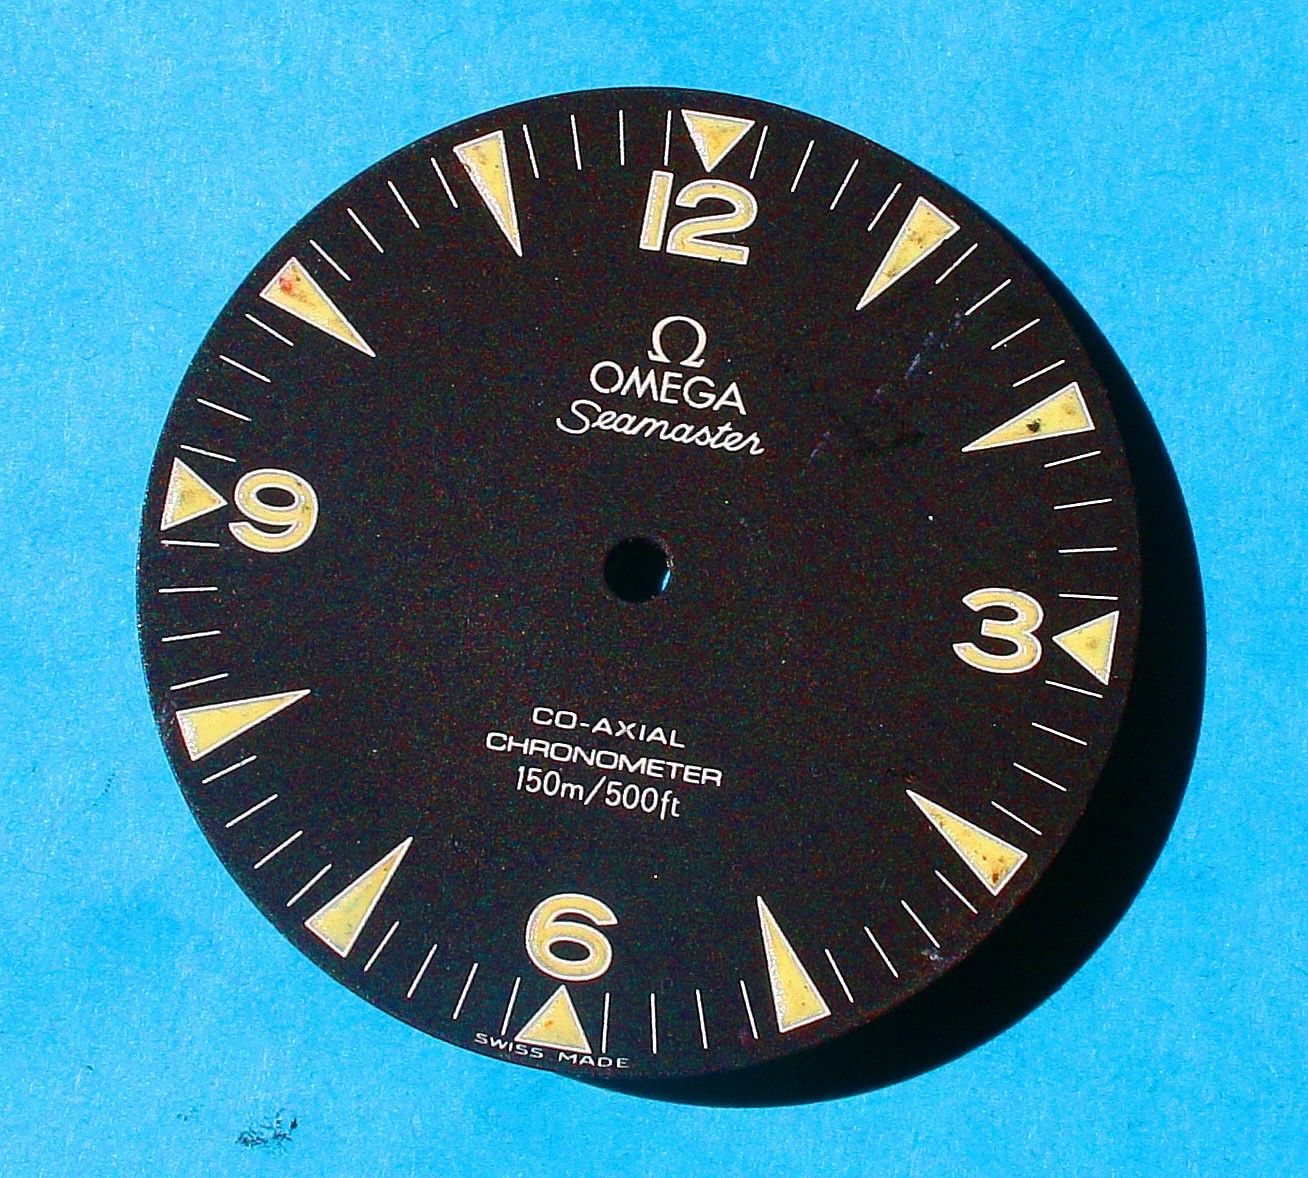 12
Ω
OMEGA
Seamaster
9
3
CO-AXIAL
CHRONOMETER
150m/500ft
6
SWISS MADE